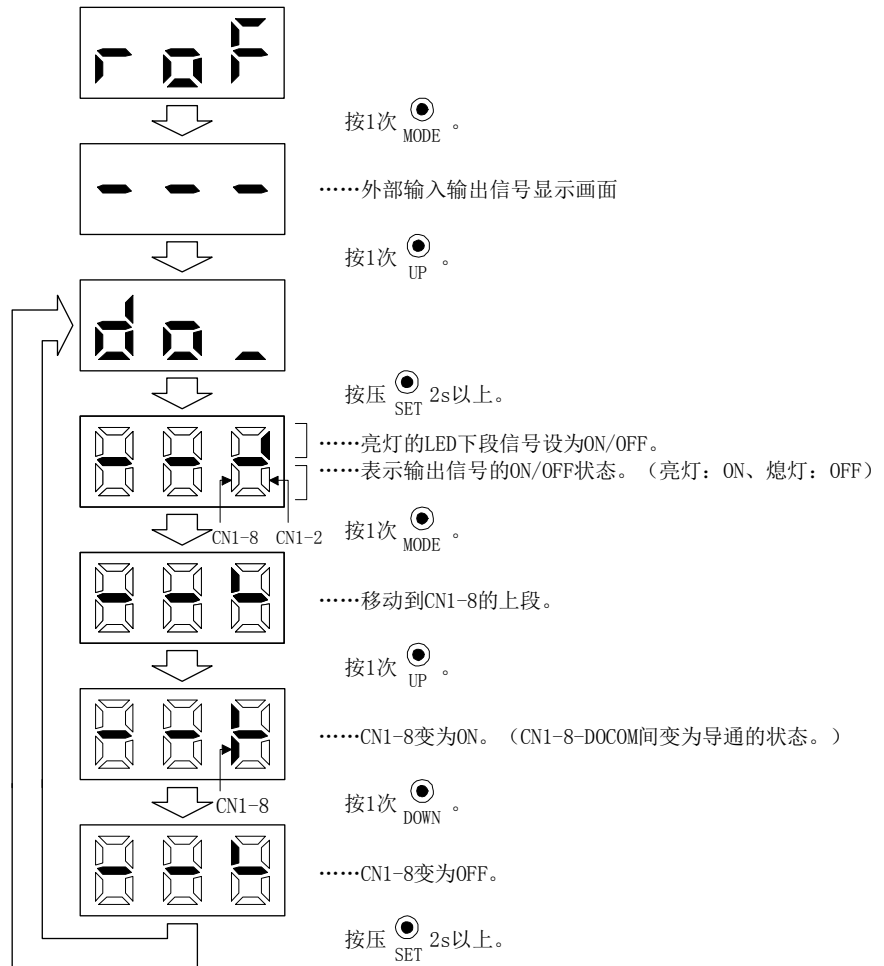 roF
按1次 MODE 。
- - -
……外部输入输出信号显示画面
按1次 UP 。
do_
按压 SET 2s以上。
……亮灯的LED下段信号设为ON/OFF。
……表示输出信号的ON/OFF状态。（亮灯：ON、熄灯：OFF）
CN1-8 CN1-2
按1次 MODE 。
……移动到CN1-8的上段。
按1次 UP 。
……CN1-8变为ON。（CN1-8-DOCOM间变为导通的状态。）
CN1-8
按1次 DOWN 。
……CN1-8变为OFF。
按压 SET 2s以上。